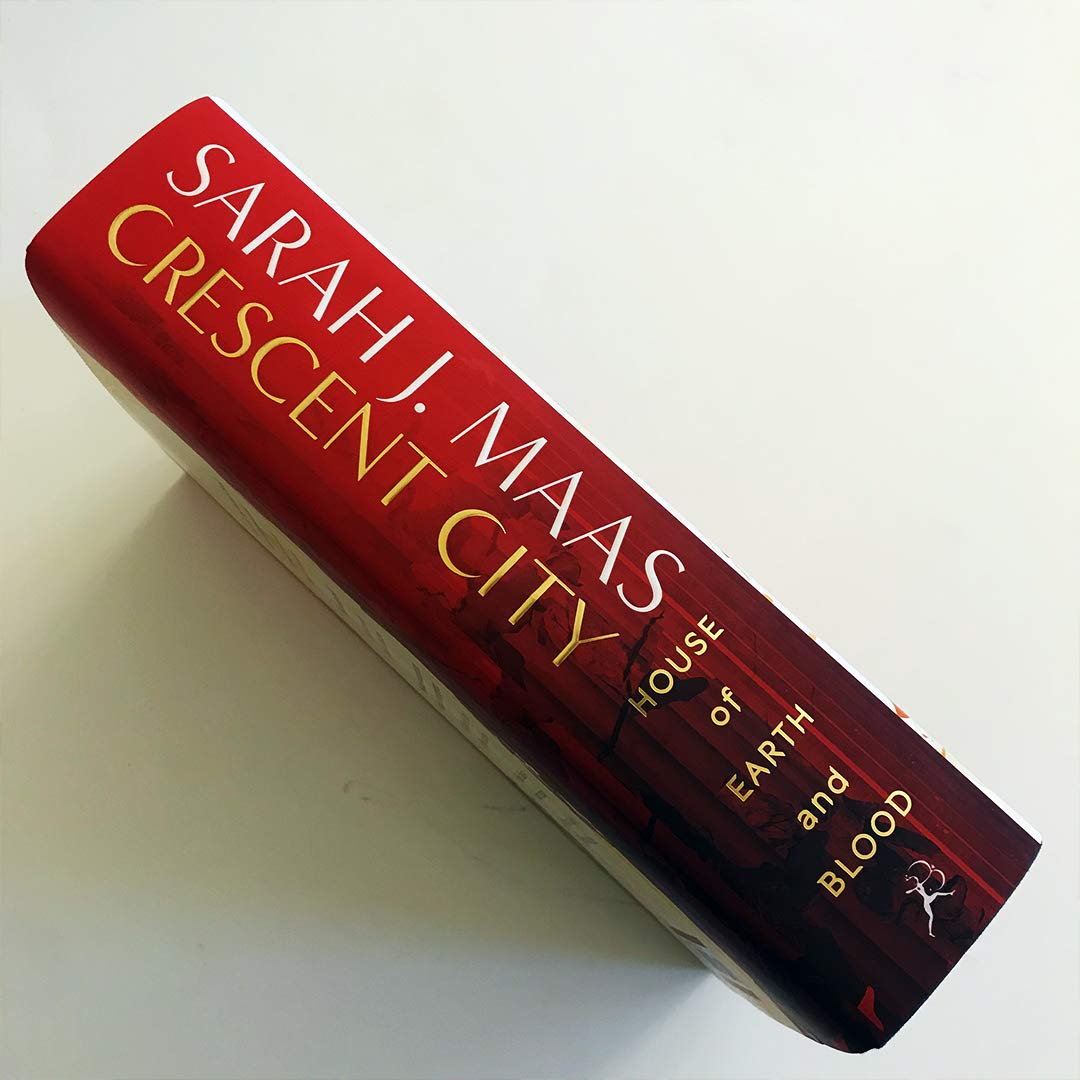 SARAH J. MAAS
CRESCENT CITY
HOUSE
of
EARTH
and
BLOOD